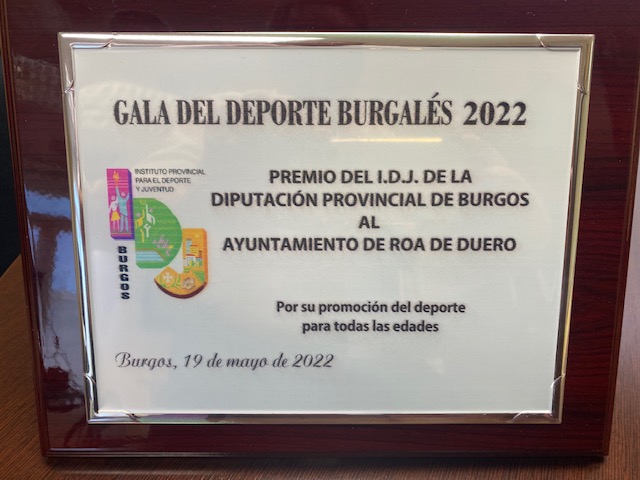 GALA DEL DEPORTE BURGALÉS 2022
INSTITUTO PROVINCIAL
PARA EL DEPORTE
Y JUVENTUD
IDJ
BURGOS
PREMIO DEL I.D.J. DE LA
DIPUTACIÓN PROVINCIAL DE BURGOS
AL
AYUNTAMIENTO DE ROA DE DUERO
Por su promoción del deporte
para todas las edades
Burgos, 19 de mayo de 2022